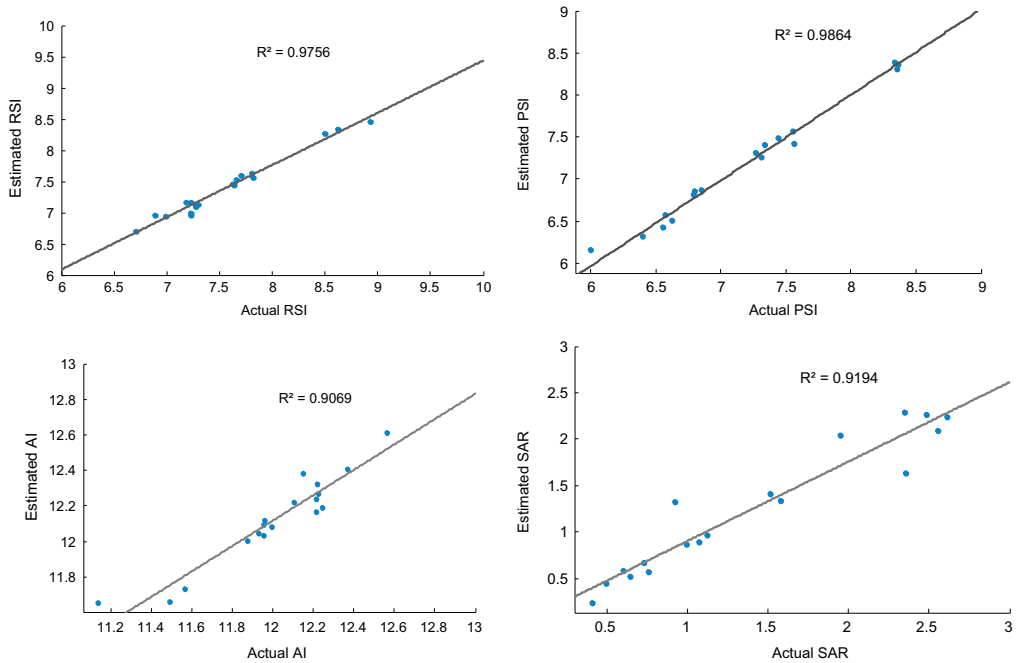 10
9.5
9
8.5
8
7.5
7
6.5
6
Estimated RSI
R² = 0.9756
6 6.5 7 7.5 8 8.5 9 9.5 10
Actual RSI
9
8.5
8
7.5
7
6.5
6
Estimated PSI
R² = 0.9864
6 6.5 7 7.5 8 8.5 9
Actual PSI
13
12.8
12.6
12.4
12.2
12
11.8
Estimated AI
R² = 0.9069
11.2 11.4 11.6 11.8 12 12.2 12.4 12.6 12.8 13
Actual AI
3
2.5
2
1.5
1
0.5
Estimated SAR
R² = 0.9194
0.5 1 1.5 2 2.5 3
Actual SAR